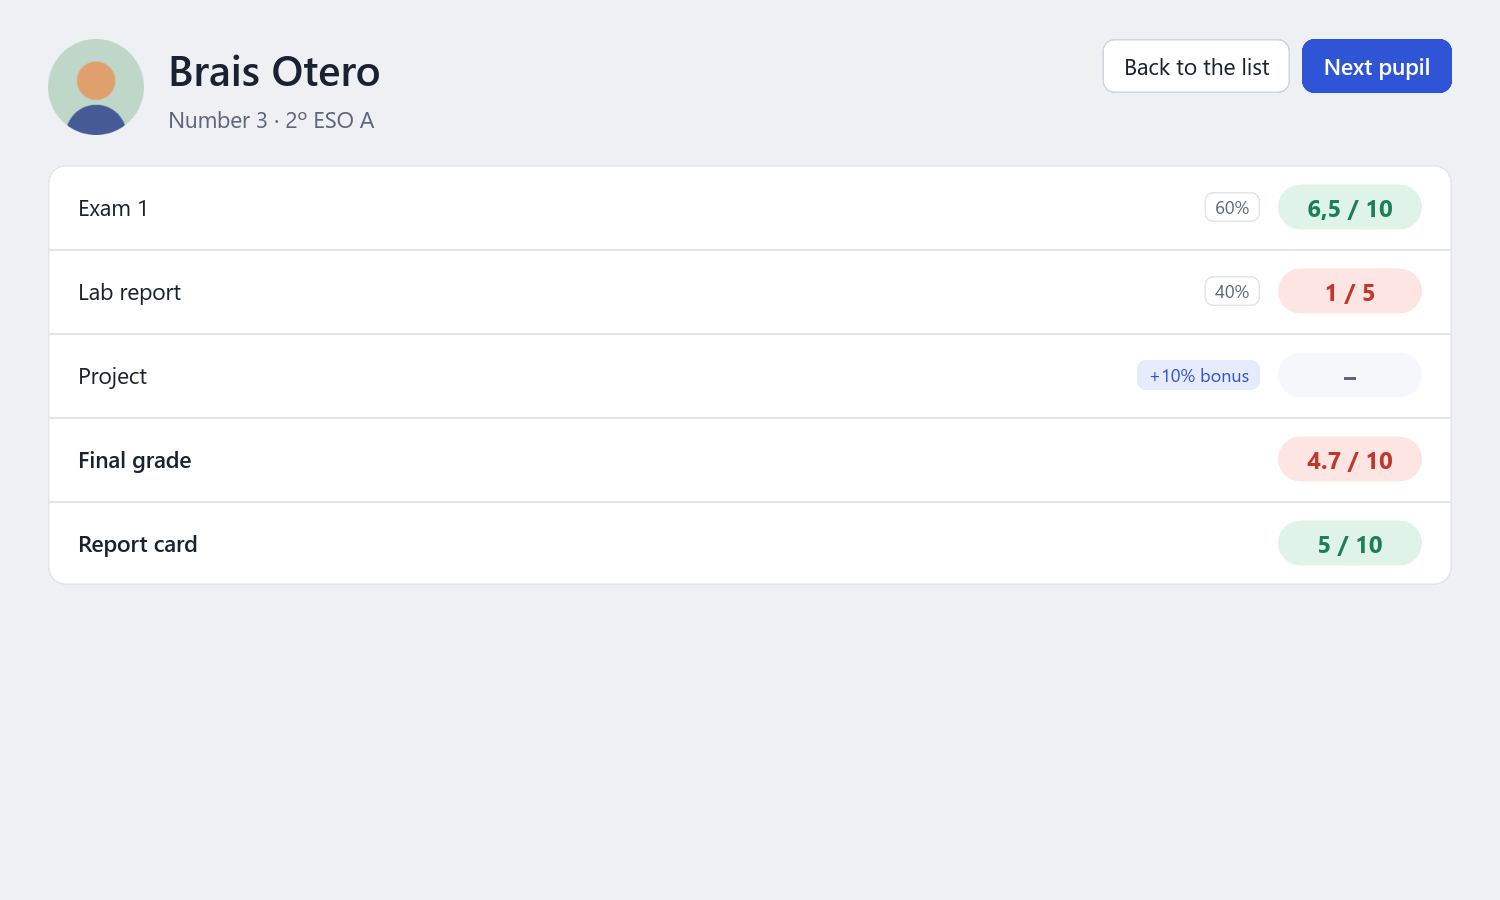 Brais Otero
Number 3 · 2º ESO A
Back to the list
Next pupil
Exam 1 60% 6,5 / 10
Lab report 40% 1 / 5
Project +10% bonus –
Final grade 4.7 / 10
Report card 5 / 10